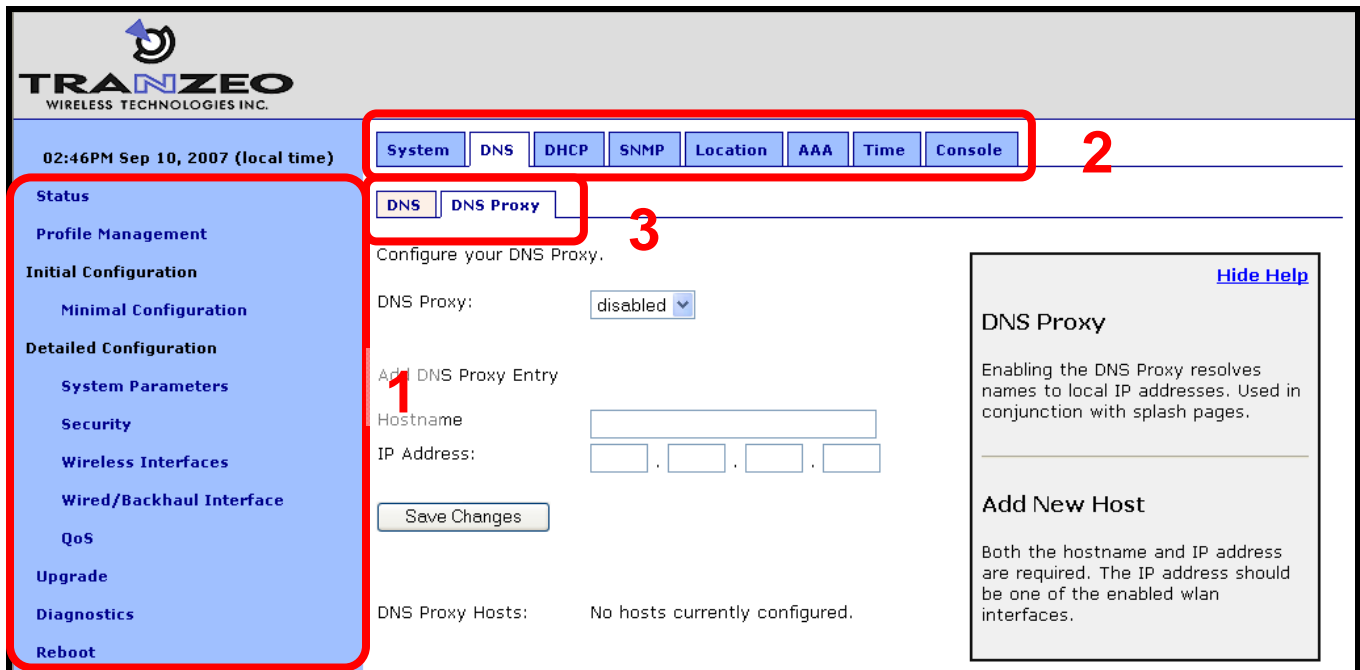 TRANZEO
WIRELESS TECHNOLOGIES INC.
02:46PM Sep 10, 2007 (local time)
Status
Profile Management
Initial Configuration
Minimal Configuration
Detailed Configuration
System Parameters
Security
Wireless Interfaces
Wired/Backhaul Interface
QoS
Upgrade
Diagnostics
Reboot
1
System DNS DHCP SNMP Location AAA Time Console
2
DNS DNS Proxy
3
Configure your DNS Proxy.
DNS Proxy: disabled
Add DNS Proxy Entry
Hostname
IP Address: . . .
Save Changes
DNS Proxy Hosts: No hosts currently configured.
Hide Help
DNS Proxy
Enabling the DNS Proxy resolves
names to local IP addresses. Used in
conjunction with splash pages.
Add New Host
Both the hostname and IP address
are required. The IP address should
be one of the enabled wlan
interfaces.